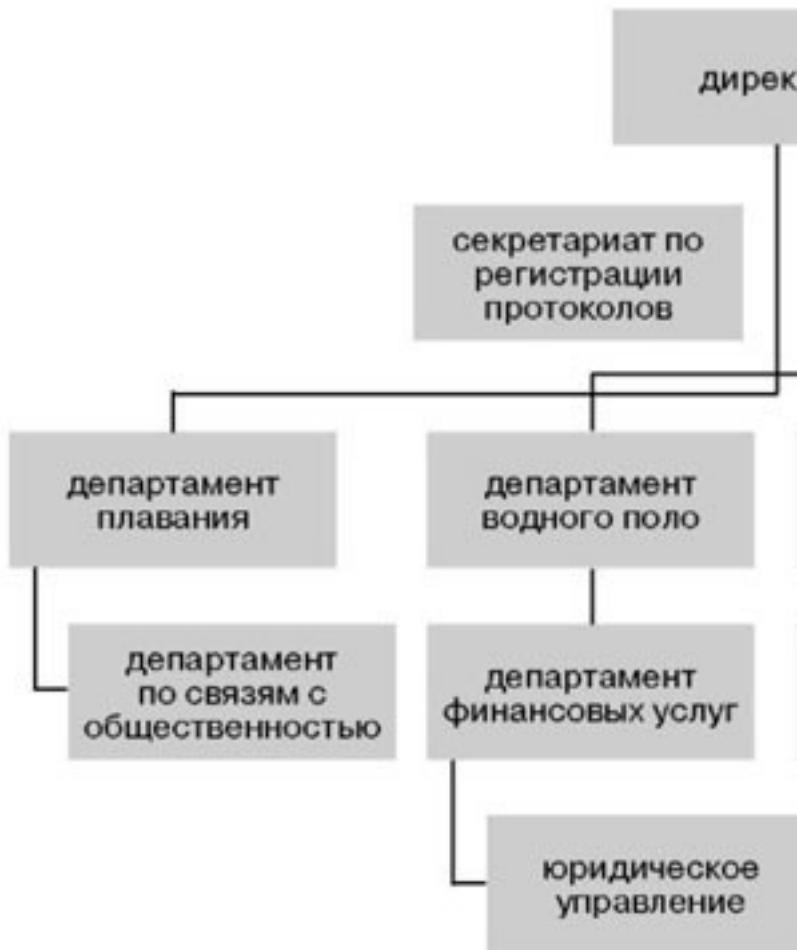 секретариат по
регистрации
протоколов
департамент
плавания
департамент
водного поло
департамент
по связям с
общественностью
департамент
финансовых услуг
юридическое
управление